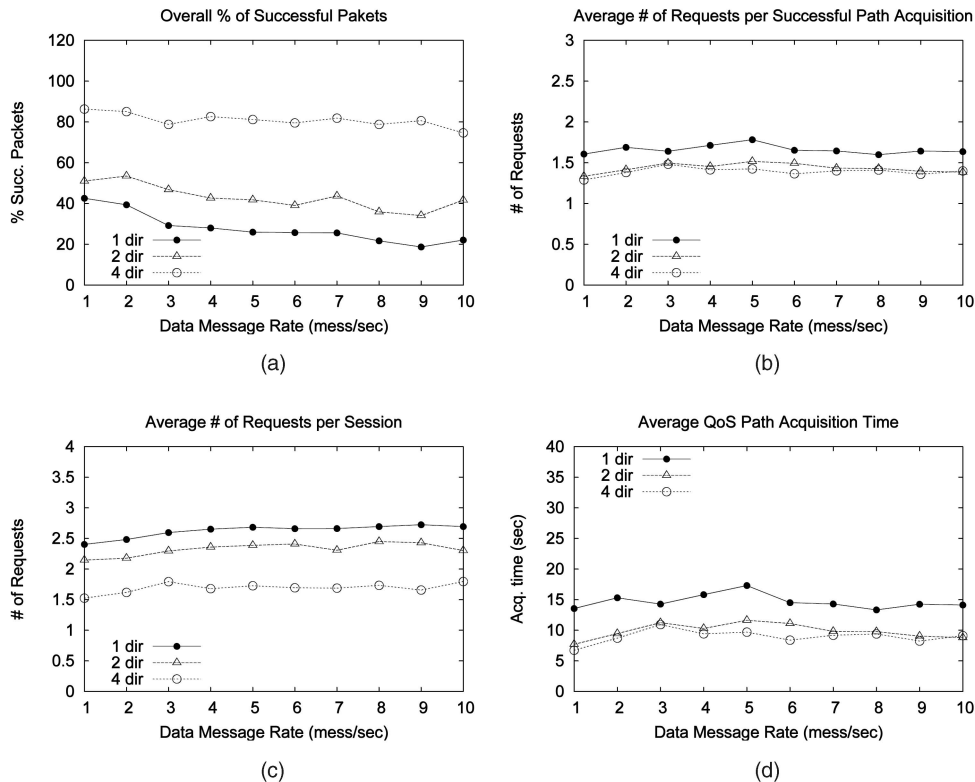 Overall % of Successful Pakets
120
100
80
60
40
20
0
% Succ. Packets
1 dir
2 dir
4 dir
1 2 3 4 5 6 7 8 9 10
Data Message Rate (mess/sec)
(a)
Average # of Requests per Successful Path Acquisition
3
2.5
2
1.5
1
0.5
0
# of Requests
1 dir
2 dir
4 dir
1 2 3 4 5 6 7 8 9 10
Data Message Rate (mess/sec)
(b)
Average # of Requests per Session
4
3.5
3
2.5
2
1.5
1
0.5
0
# of Requests
1 dir
2 dir
4 dir
1 2 3 4 5 6 7 8 9 10
Data Message Rate (mess/sec)
(c)
Average QoS Path Acquisition Time
40
35
30
25
20
15
10
5
0
Acq. time (sec)
1 dir
2 dir
4 dir
1 2 3 4 5 6 7 8 9 10
Data Message Rate (mess/sec)
(d)